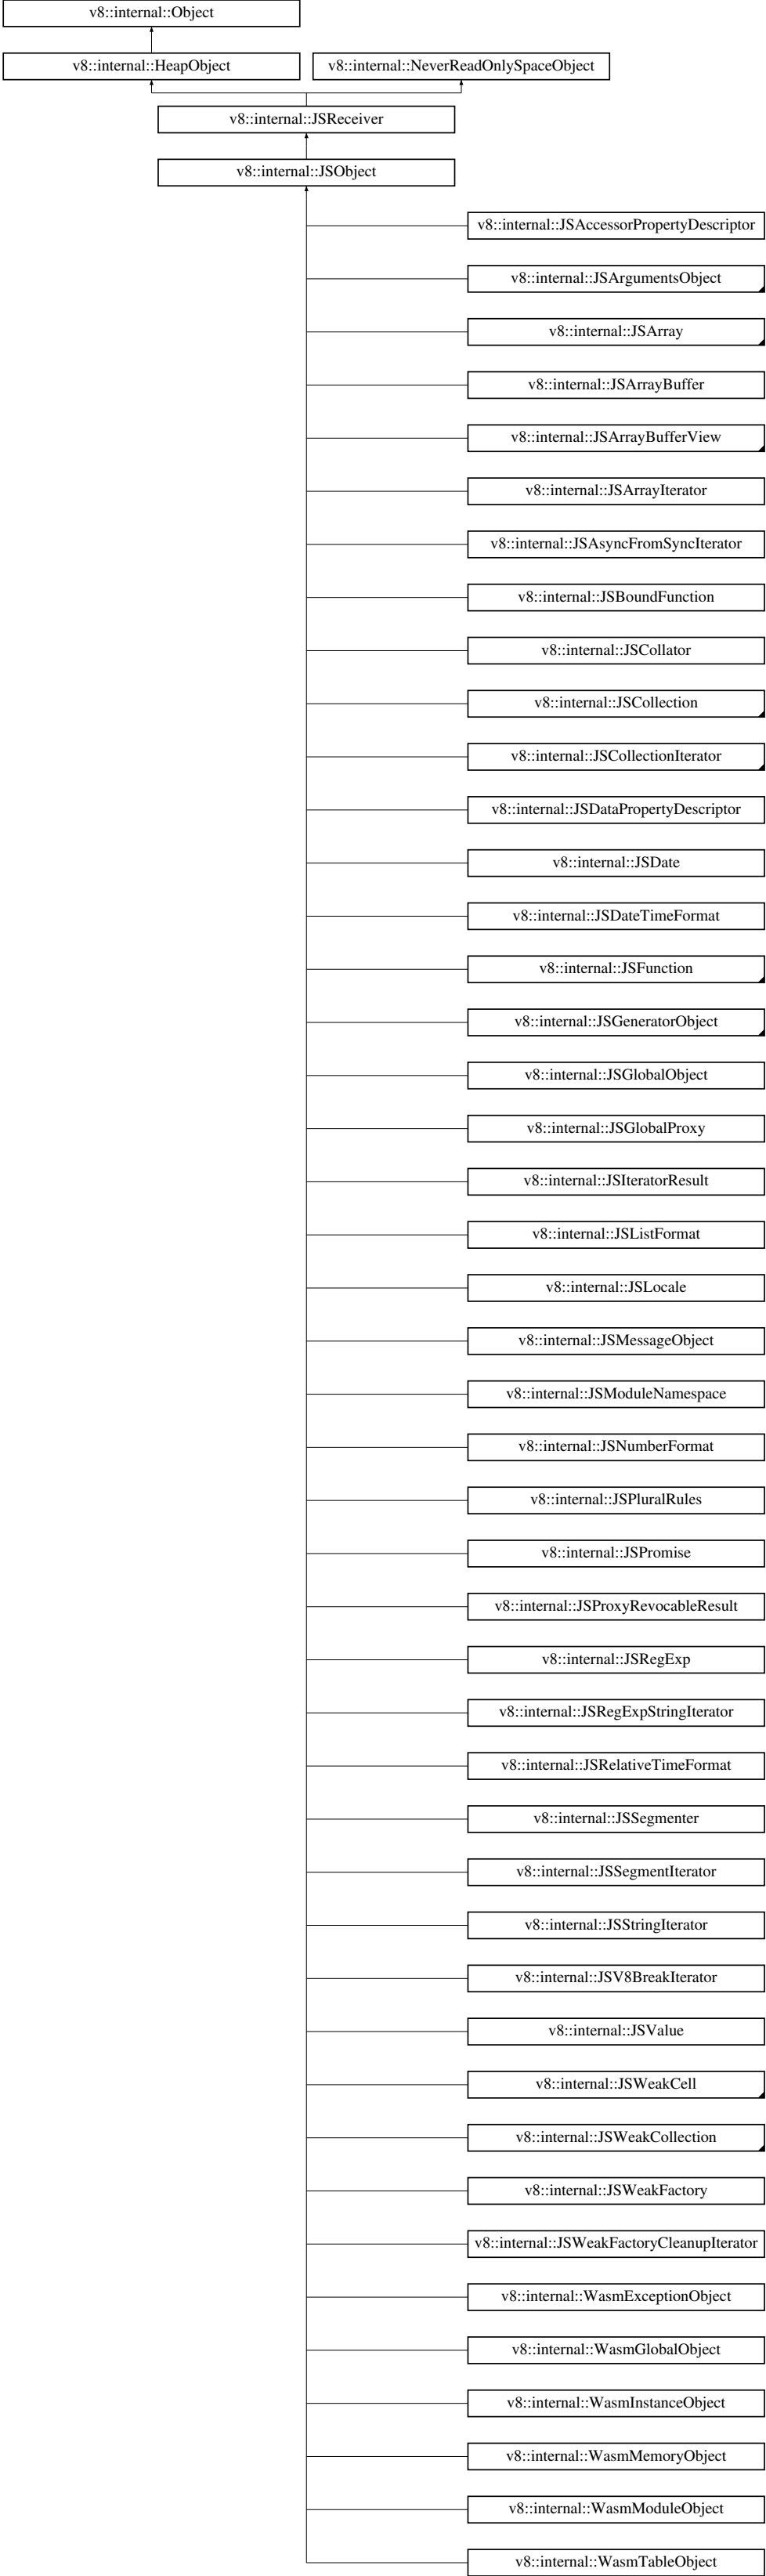 v8::internal::Object
v8::internal::HeapObject
v8::internal::NeverReadOnlySpaceObject
v8::internal::JSReceiver
v8::internal::JSObject
v8::internal::JSAccessorPropertyDescriptor
v8::internal::JSArgumentsObject
v8::internal::JSArray
v8::internal::JSArrayBuffer
v8::internal::JSArrayBufferView
v8::internal::JSArrayIterator
v8::internal::JSAsyncFromSyncIterator
v8::internal::JSBoundFunction
v8::internal::JSCollator
v8::internal::JSCollection
v8::internal::JSCollectionIterator
v8::internal::JSDataPropertyDescriptor
v8::internal::JSDate
v8::internal::JSDateTimeFormat
v8::internal::JSFunction
v8::internal::JSGeneratorObject
v8::internal::JSGlobalObject
v8::internal::JSGlobalProxy
v8::internal::JSIteratorResult
v8::internal::JSListFormat
v8::internal::JSLocale
v8::internal::JSMessageObject
v8::internal::JSModuleNamespace
v8::internal::JSNumberFormat
v8::internal::JSPluralRules
v8::internal::JSPromise
v8::internal::JSProxyRevocableResult
v8::internal::JSRegExp
v8::internal::JSRegExpStringIterator
v8::internal::JSRelativeTimeFormat
v8::internal::JSSegmenter
v8::internal::JSSegmentIterator
v8::internal::JSStringIterator
v8::internal::JSV8BreakIterator
v8::internal::JSValue
v8::internal::JSWeakCell
v8::internal::JSWeakCollection
v8::internal::JSWeakFactory
v8::internal::JSWeakFactoryCleanupIterator
v8::internal::WasmExceptionObject
v8::internal::WasmGlobalObject
v8::internal::WasmInstanceObject
v8::internal::WasmMemoryObject
v8::internal::WasmModuleObject
v8::internal::WasmTableObject